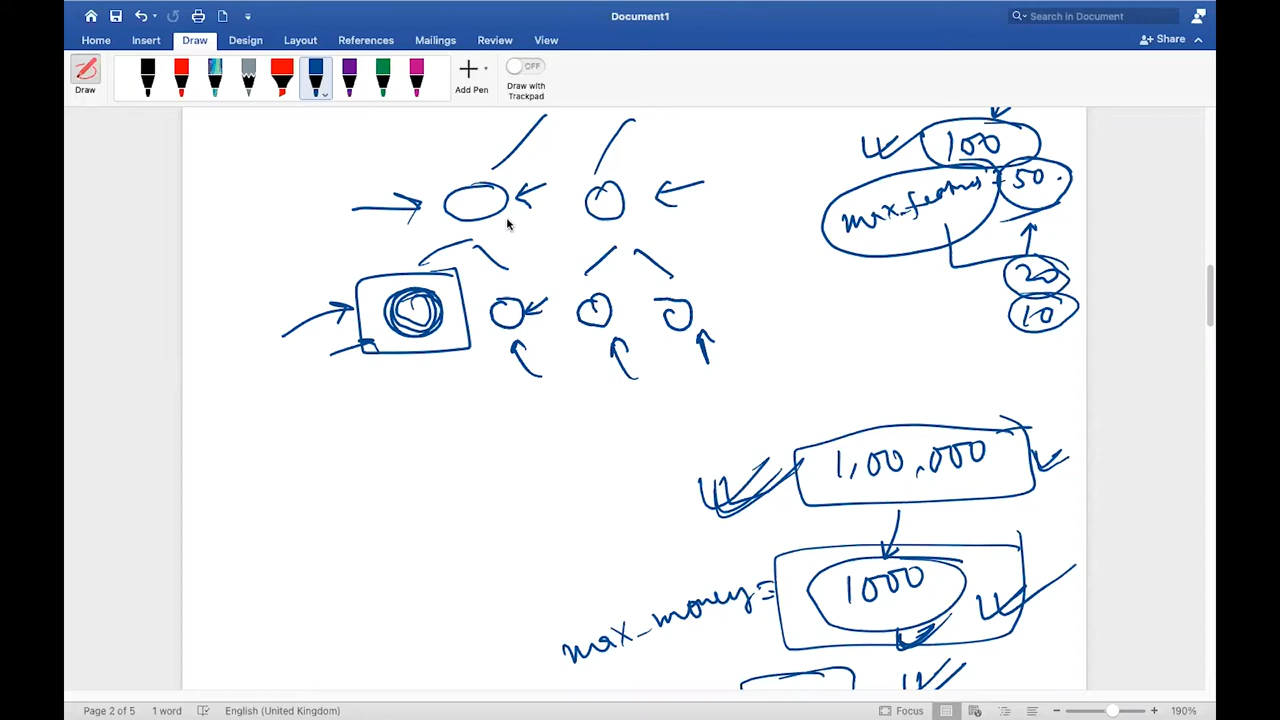 Document1
Search in Document
Home Insert Draw Design Layout References Mailings Review View
Share
Draw
Add Pen
OFF
Draw with
Trackpad
100
50
20
10
1,00,000
max_money = 1000
Page 2 of 5 1 word English (United Kingdom) Focus 190%